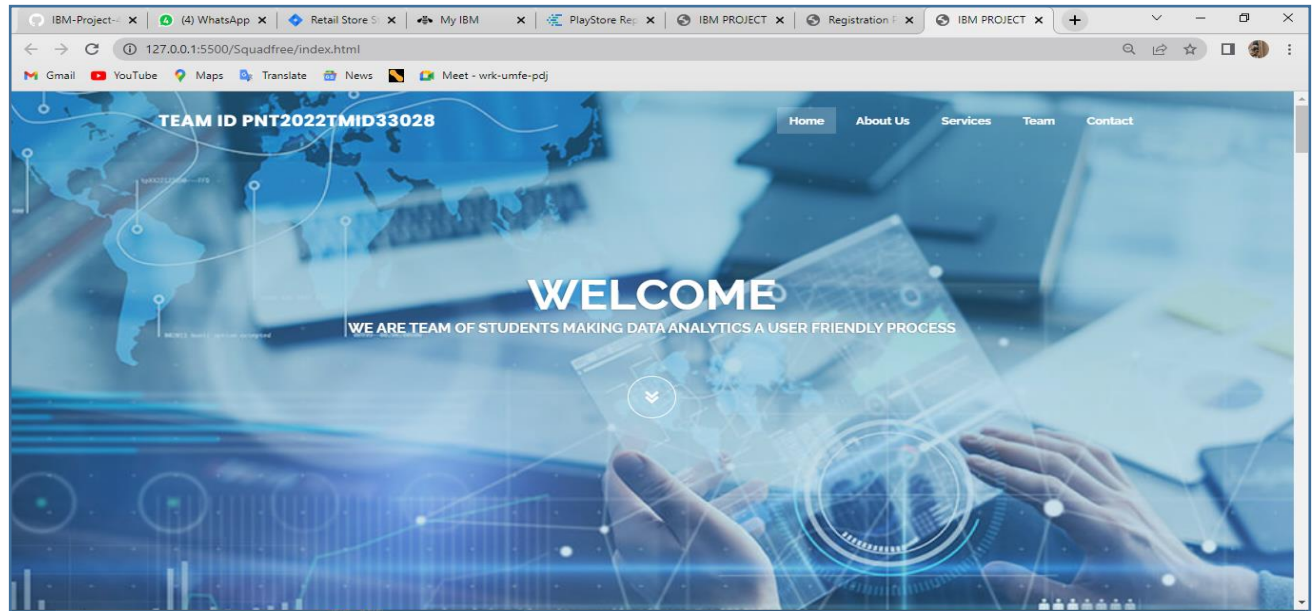 IBM-Project- (4) WhatsApp Retail Store S My IBM PlayStore Rep IBM PROJECT Registration F IBM PROJECT
127.0.0.1:5500/Squadfree/index.html
Gmail YouTube Maps Translate News Meet - wrk-umfe-pdj
TEAM ID PNT2022TMID33028 Home About Us Services Team Contact
WELCOME
WE ARE TEAM OF STUDENTS MAKING DATA ANALYTICS A USER FRIENDLY PROCESS